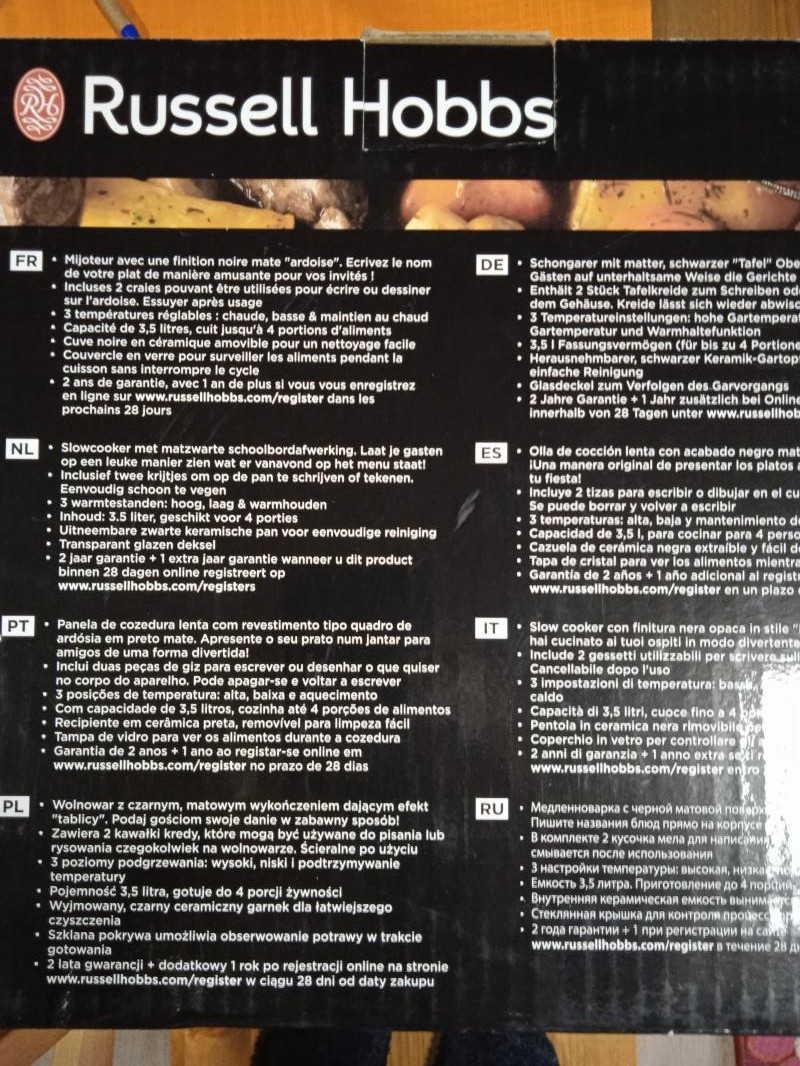 RH
Russell Hobbs
FR
• Mijoteur avec une finition noire mate "ardoise". Ecrivez le nom
de votre plat de manière amusante pour vos invités !
• Incluses 2 craies pouvant être utilisées pour écrire ou dessiner
sur l'ardoise. Essuyer après usage
• 3 températures réglables : chaude, basse & maintien au chaud
• Capacité de 3,5 litres, cuit jusqu'à 4 portions d'aliments
• Cuve noire en céramique amovible pour un nettoyage facile
• Couvercle en verre pour surveiller les aliments pendant la
cuisson sans interrompre le cycle
• 2 ans de garantie, avec 1 an de plus si vous vous enregistrez
en ligne sur www.russellhobbs.com/register dans les
prochains 28 jours
DE
• Schongarer mit matter, schwarzer "Tafel" Obe
Gästen auf unterhaltsame Weise die Gerichte
• Enthält 2 Stück Tafelkreide zum Schreiben od
dem Gehäuse. Kreide lässt sich wieder abwisc
• 3 Temperatureinstellungen: hohe Gartempera
Gartemperatur und Warmhaltefunktion
• 3,5 l Fassungsvermögen (für bis zu 4 Portione
• Herausnehmbarer, schwarzer Keramik-Gartop
einfache Reinigung
• Glasdeckel zum Verfolgen des Garvorgangs
• 2 Jahre Garantie + 1 Jahr zusätzlich bei Online
innerhalb von 28 Tagen unter www.russellhob
NL
• Slowcooker met matzwarte schoolbordafwerking. Laat je gasten
op een leuke manier zien wat er vanavond op het menu staat!
• Inclusief twee krijtjes om op de pan te schrijven of tekenen.
Eenvoudig schoon te vegen
• 3 warmtestanden: hoog, laag & warmhouden
• Inhoud: 3.5 liter, geschikt voor 4 porties
• Uitneembare zwarte keramische pan voor eenvoudige reiniging
• Transparant glazen deksel
• 2 jaar garantie + 1 extra jaar garantie wanneer u dit product
binnen 28 dagen online registreert op
www.russellhobbs.com/registers
ES
• Olla de cocción lenta con acabado negro mat
¡Una manera original de presentar los platos a
tu fiesta!
• Incluye 2 tizas para escribir o dibujar en el cu
Se puede borrar y volver a escribir
• 3 temperaturas: alta, baja y mantenimiento d
• Capacidad de 3,5 l, para cocinar para 4 perso
• Cazuela de cerámica negra extraíble y fácil d
• Tapa de cristal para ver los alimentos mientra
• Garantía de 2 años + 1 año adicional al registr
www.russellhobbs.com/register en un plazo
PT
• Panela de cozedura lenta com revestimento tipo quadro de
ardósia em preto mate. Apresente o seu prato num jantar para
amigos de uma forma divertida!
• Inclui duas peças de giz para escrever ou desenhar o que quiser
no corpo do aparelho. Pode apagar-se e voltar a escrever
• 3 posições de temperatura: alta, baixa e aquecimento
• Com capacidade de 3,5 litros, cozinha até 4 porções de alimentos
• Recipiente em cerâmica preta, removível para limpeza fácil
• Tampa de vidro para ver os alimentos durante a cozedura
• Garantia de 2 anos + 1 ano ao registar-se online em
www.russellhobbs.com/register no prazo de 28 dias
IT
• Slow cooker con finitura nera opaca in stile "l
hai cucinato ai tuoi ospiti in modo divertente
• Include 2 gessetti utilizzabili per scrivere sull
Cancellabile dopo l'uso
• 3 impostazioni di temperatura:
caldo
• Capacità di 3,5 litri, cuoce fino a 4
• Pentola in ceramica nera rimovibile
• Coperchio in vetro per controllare
• 2 anni di garanzia + 1 anno extra se
www.russellhobbs.com/register entro
PL
• Wolnowar z czarnym, matowym wykończeniem dającym efekt
"tablicy". Podaj gościom swoje danie w zabawny sposób!
• Zawiera 2 kawałki kredy, które mogą być używane do pisania lub
rysowania czegokolwiek na wolnowarze. Ścieralne po użyciu
• 3 poziomy podgrzewania: wysoki, niski i podtrzymywanie
temperatury
• Pojemność 3,5 litra, gotuje do 4 porcji żywności
• Wyjmowany, czarny ceramiczny garnek dla łatwiejszego
czyszczenia
• Szklana pokrywa umożliwia obserwowanie potrawy w trakcie
gotowania
• 2 lata gwarancji + dodatkowy 1 rok po rejestracji online na stronie
www.russellhobbs.com/register w ciągu 28 dni od daty zakupu
RU
• Медленноварка с черной матовой
Пишите названия блюд прямо на корпусе
• В комплекте 2 кусочка мела для написания
смывается после использования
• 3 настройки температуры: высокая, низкая
• Емкость 3,5 литра. Приготовление до 4 порций
• Внутренняя керамическая емкость
• Стеклянная крышка для контроля
• 2 года гарантии + 1 при регистрации на
www.russellhobbs.com/register в течение 28